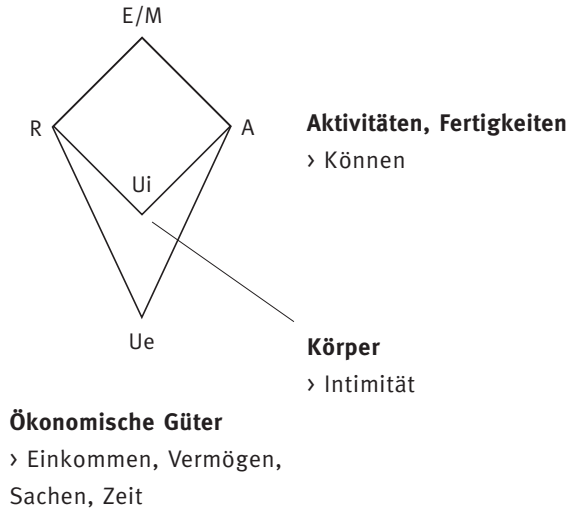 E/M
R
A
Aktivitäten, Fertigkeiten
› Können
Ui
Ue
Körper
› Intimität
Ökonomische Güter
› Einkommen, Vermögen,
Sachen, Zeit